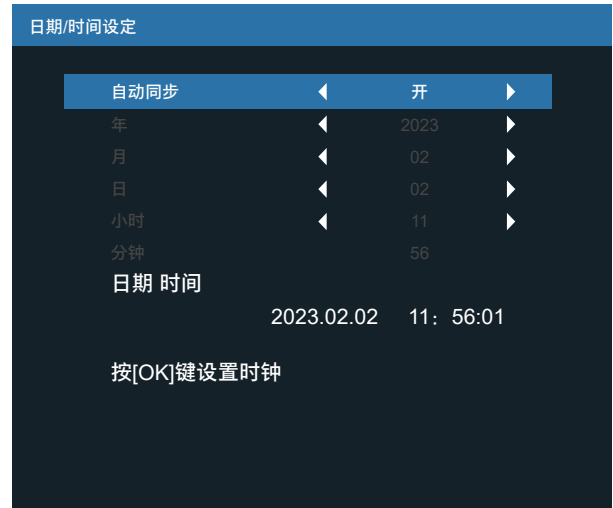 日期/时间设定
自动同步 开
年 2023
月 02
日 02
小时 11
分钟 56
日期 时间
2023.02.02 11：56:01
按[OK]键设置时钟